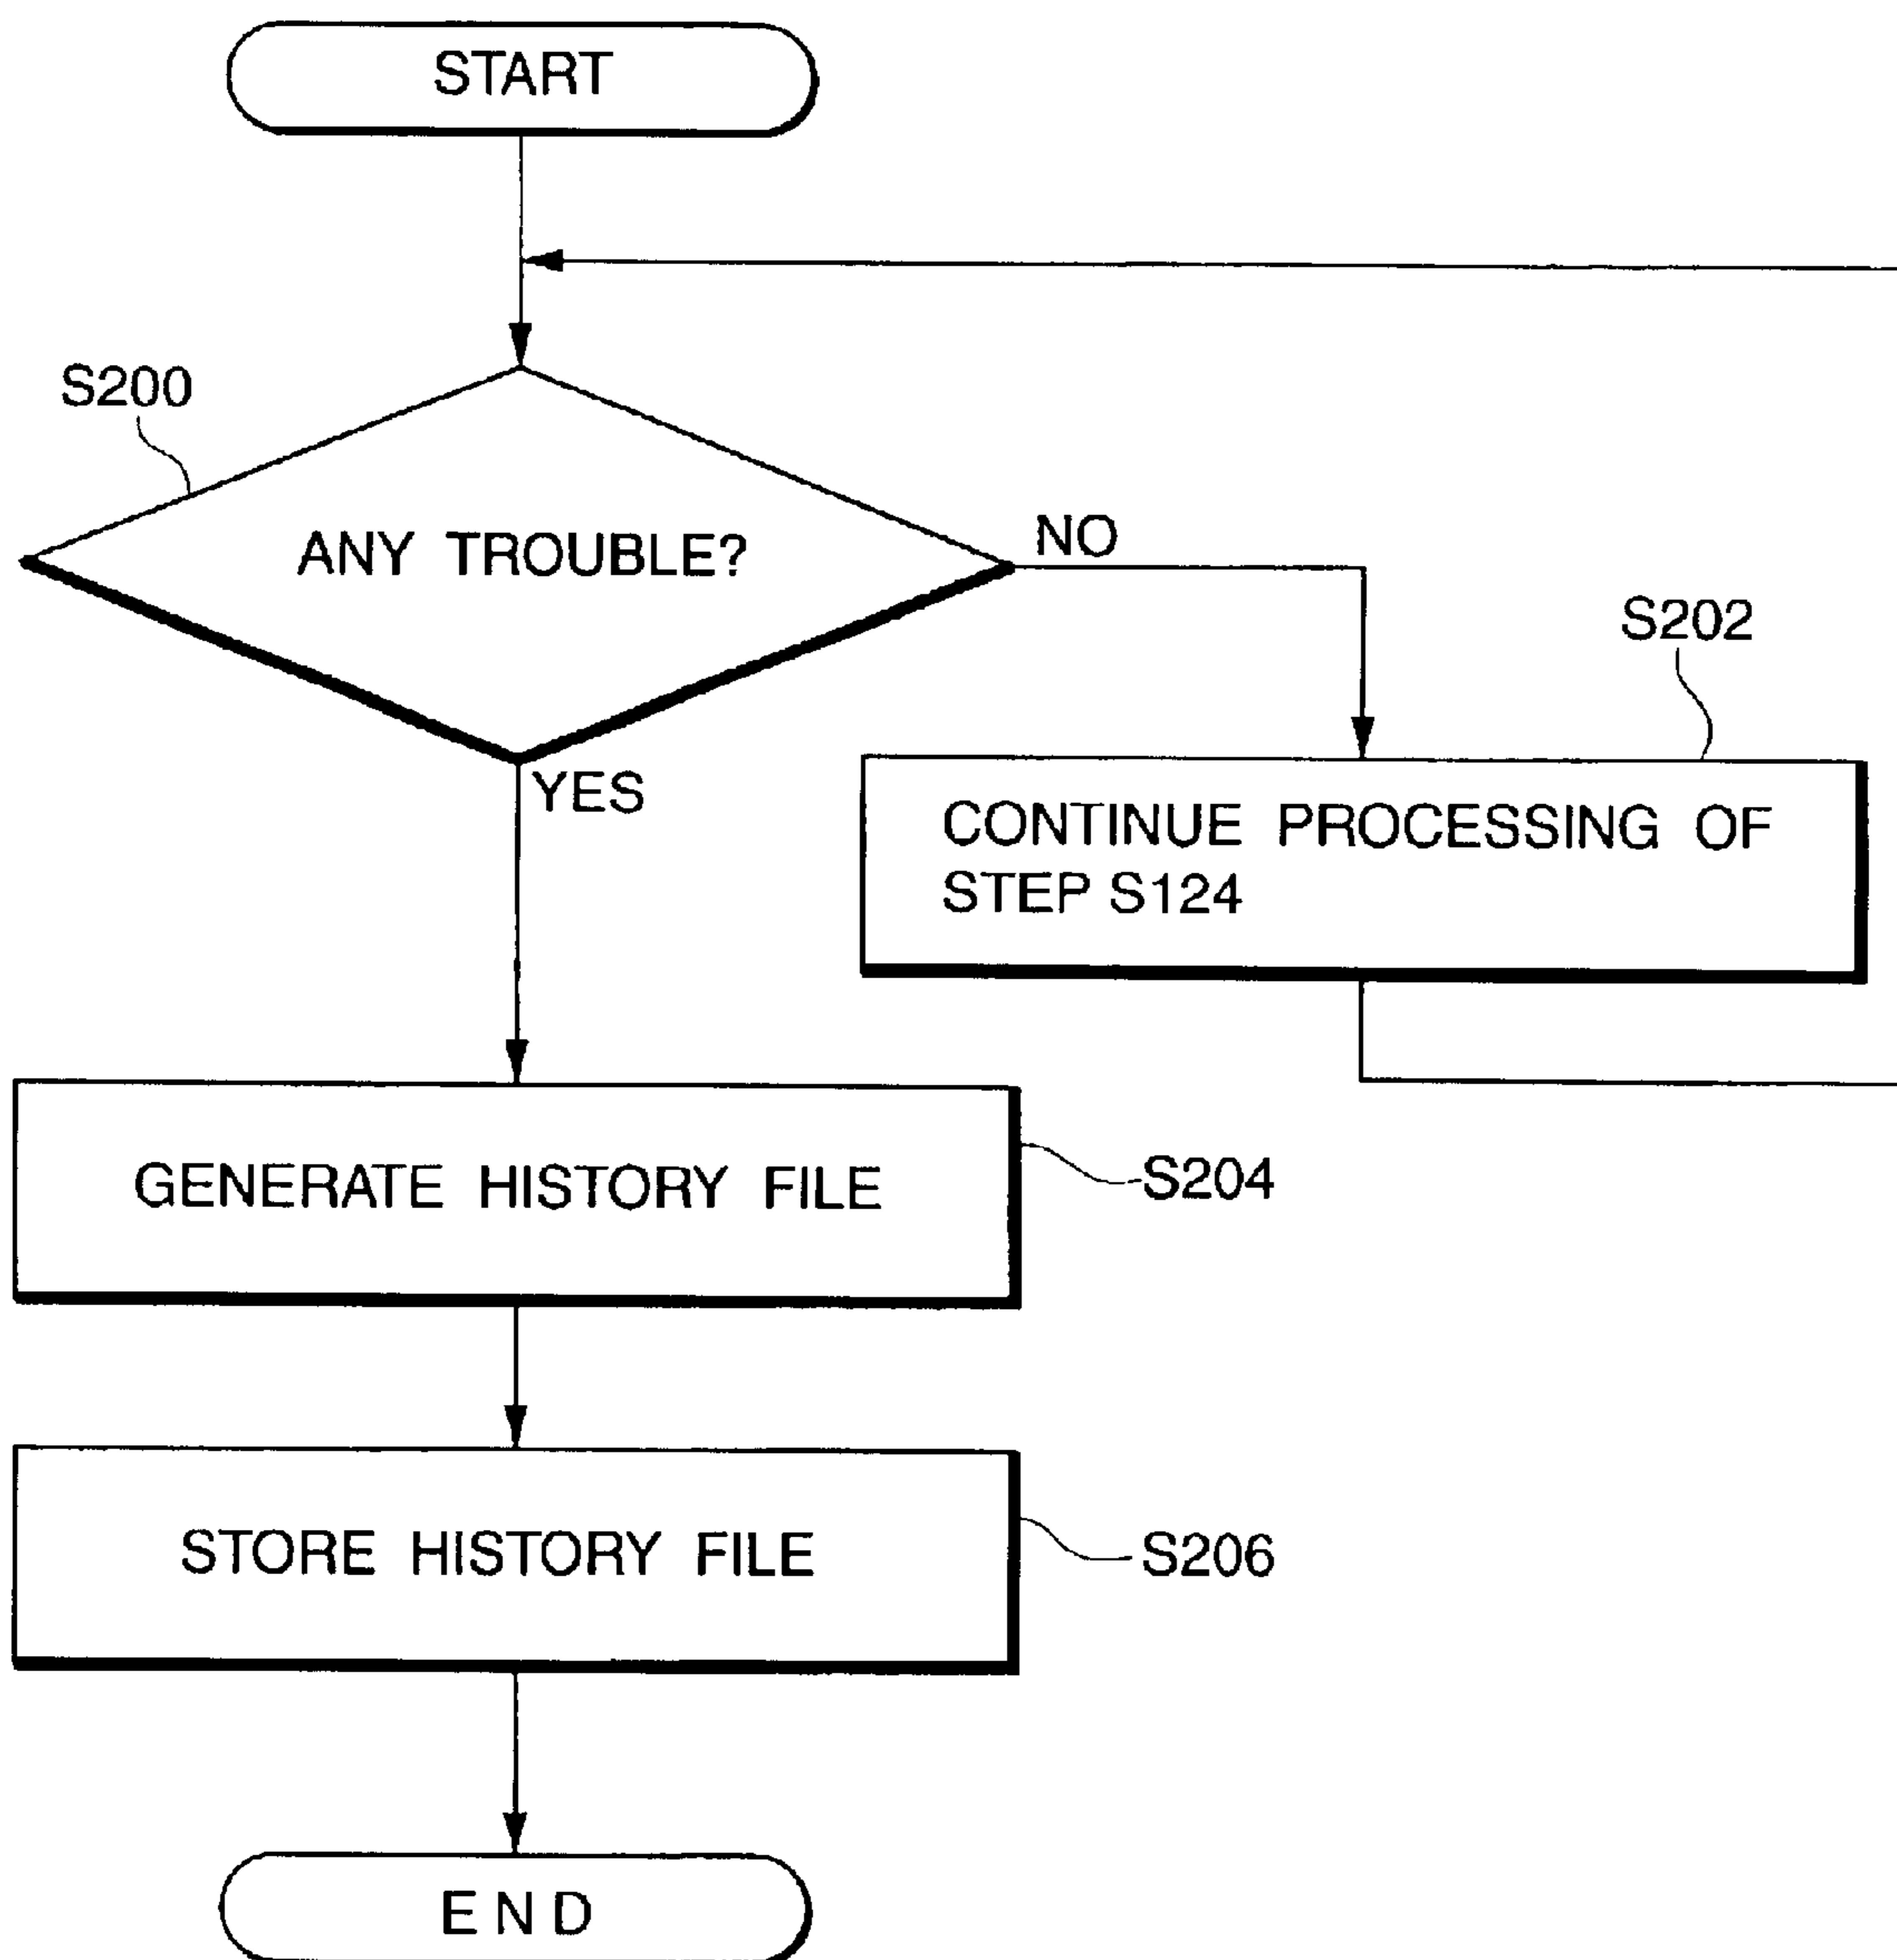 START
S200
ANY TROUBLE?
NO
S202
YES
CONTINUE PROCESSING OF
STEP S124
GENERATE HISTORY FILE
S204
STORE HISTORY FILE
S206
END